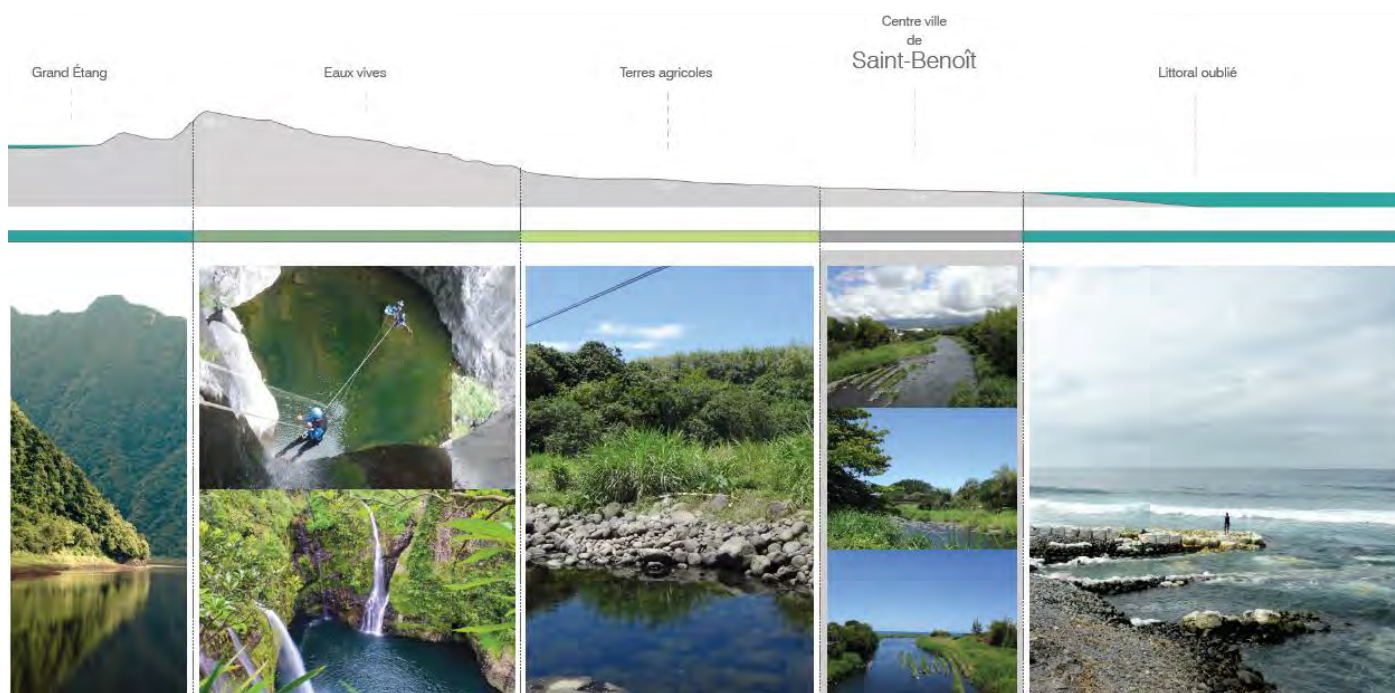 Grand Étang
Eaux vives
Terres agricoles
Centre ville
de
Saint-Benoît
Littoral oublié